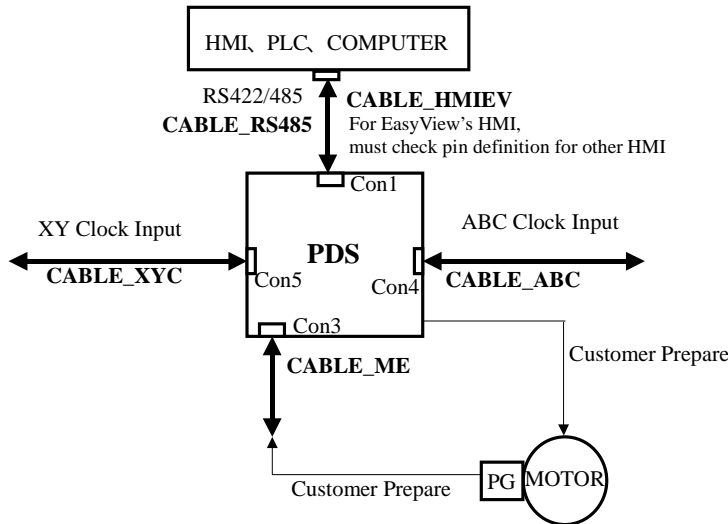 HMI、PLC、COMPUTER
RS422/485
CABLE_RS485
CABLE_HMIEV
For EasyView’s HMI,
must check pin definition for other HMI
Con1
XY Clock Input
CABLE_XYC
Con5
PDS
Con4
ABC Clock Input
CABLE_ABC
Con3
CABLE_ME
Customer Prepare
Customer Prepare
PG
MOTOR